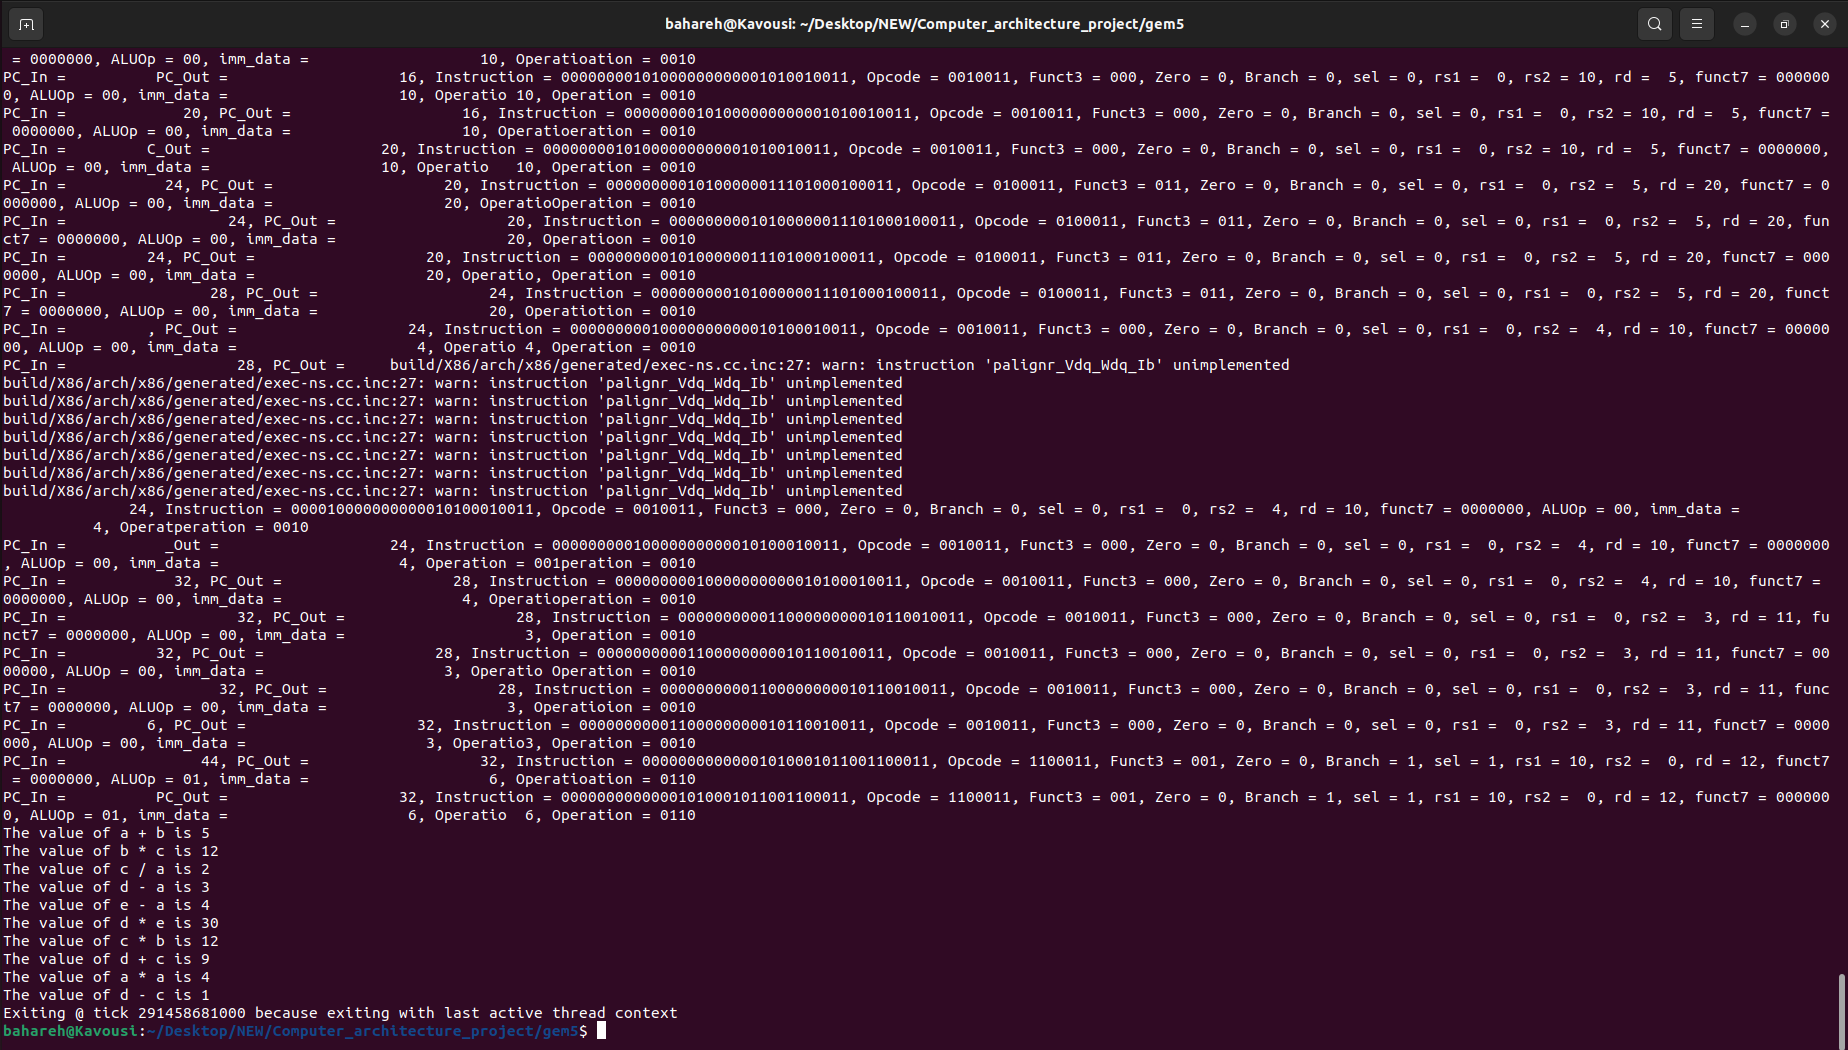 bahareh@Kavousi: ~/Desktop/NEW/Computer_architecture_project/gem5
 = 0000000, ALUOp = 00, imm_data =                   10, Operatioation = 0010
PC_In =          PC_Out =                   16, Instruction = 00000000101000000000001010010011, Opcode = 0010011, Funct3 = 000, Zero = 0, Branch = 0, sel = 0, rs1 =  0, rs2 = 10, rd =  5, funct7 = 000000
0, ALUOp = 00, imm_data =                   10, Operatio 10, Operation = 0010
PC_In =             20, PC_Out =                   16, Instruction = 00000000101000000000001010010011, Opcode = 0010011, Funct3 = 000, Zero = 0, Branch = 0, sel = 0, rs1 =  0, rs2 = 10, rd =  5, funct7 =
 0000000, ALUOp = 00, imm_data =                   10, Operatioeration = 0010
PC_In =         C_Out =                   20, Instruction = 00000000101000000000001010010011, Opcode = 0010011, Funct3 = 000, Zero = 0, Branch = 0, sel = 0, rs1 =  0, rs2 = 10, rd =  5, funct7 = 0000000,
 ALUOp = 00, imm_data =                   10, Operatio   10, Operation = 0010
PC_In =           24, PC_Out =                   20, Instruction = 00000000010100000011101000100011, Opcode = 0100011, Funct3 = 011, Zero = 0, Branch = 0, sel = 0, rs1 =  0, rs2 =  5, rd = 20, funct7 = 0
000000, ALUOp = 00, imm_data =                   20, OperatioOperation = 0010
PC_In =                  24, PC_Out =                   20, Instruction = 00000000010100000011101000100011, Opcode = 0100011, Funct3 = 011, Zero = 0, Branch = 0, sel = 0, rs1 =  0, rs2 =  5, rd = 20, fun
ct7 = 0000000, ALUOp = 00, imm_data =                   20, Operatioon = 0010
PC_In =         24, PC_Out =                   20, Instruction = 00000000010100000011101000100011, Opcode = 0100011, Funct3 = 011, Zero = 0, Branch = 0, sel = 0, rs1 =  0, rs2 =  5, rd = 20, funct7 = 000
0000, ALUOp = 00, imm_data =                   20, Operatio, Operation = 0010
PC_In =                28, PC_Out =                   24, Instruction = 00000000010100000011101000100011, Opcode = 0100011, Funct3 = 011, Zero = 0, Branch = 0, sel = 0, rs1 =  0, rs2 =  5, rd = 20, funct
7 = 0000000, ALUOp = 00, imm_data =                   20, Operatiotion = 0010
PC_In =         , PC_Out =                   24, Instruction = 00000000010000000000010100010011, Opcode = 0010011, Funct3 = 000, Zero = 0, Branch = 0, sel = 0, rs1 =  0, rs2 =  4, rd = 10, funct7 = 00000
00, ALUOp = 00, imm_data =                    4, Operatio 4, Operation = 0010
PC_In =                   28, PC_Out =     build/X86/arch/x86/generated/exec-ns.cc.inc:27: warn: instruction 'palignr_Vdq_Wdq_Ib' unimplemented
build/X86/arch/x86/generated/exec-ns.cc.inc:27: warn: instruction 'palignr_Vdq_Wdq_Ib' unimplemented
build/X86/arch/x86/generated/exec-ns.cc.inc:27: warn: instruction 'palignr_Vdq_Wdq_Ib' unimplemented
build/X86/arch/x86/generated/exec-ns.cc.inc:27: warn: instruction 'palignr_Vdq_Wdq_Ib' unimplemented
build/X86/arch/x86/generated/exec-ns.cc.inc:27: warn: instruction 'palignr_Vdq_Wdq_Ib' unimplemented
build/X86/arch/x86/generated/exec-ns.cc.inc:27: warn: instruction 'palignr_Vdq_Wdq_Ib' unimplemented
build/X86/arch/x86/generated/exec-ns.cc.inc:27: warn: instruction 'palignr_Vdq_Wdq_Ib' unimplemented
build/X86/arch/x86/generated/exec-ns.cc.inc:27: warn: instruction 'palignr_Vdq_Wdq_Ib' unimplemented
              24, Instruction = 000010000000000010100010011, Opcode = 0010011, Funct3 = 000, Zero = 0, Branch = 0, sel = 0, rs1 =  0, rs2 =  4, rd = 10, funct7 = 0000000, ALUOp = 00, imm_data =
          4, Operatperation = 0010
PC_In =           _Out =                   24, Instruction = 00000000010000000000010100010011, Opcode = 0010011, Funct3 = 000, Zero = 0, Branch = 0, sel = 0, rs1 =  0, rs2 =  4, rd = 10, funct7 = 0000000
, ALUOp = 00, imm_data =                    4, Operation = 001peration = 0010
PC_In =            32, PC_Out =                   28, Instruction = 00000000010000000000010100010011, Opcode = 0010011, Funct3 = 000, Zero = 0, Branch = 0, sel = 0, rs1 =  0, rs2 =  4, rd = 10, funct7 =
0000000, ALUOp = 00, imm_data =                    4, Operatioperation = 0010
PC_In =                   32, PC_Out =                   28, Instruction = 00000000001100000000010110010011, Opcode = 0010011, Funct3 = 000, Zero = 0, Branch = 0, sel = 0, rs1 =  0, rs2 =  3, rd = 11, fu
nct7 = 0000000, ALUOp = 00, imm_data =                    3, Operation = 0010
PC_In =          32, PC_Out =                   28, Instruction = 00000000001100000000010110010011, Opcode = 0010011, Funct3 = 000, Zero = 0, Branch = 0, sel = 0, rs1 =  0, rs2 =  3, rd = 11, funct7 = 00
00000, ALUOp = 00, imm_data =                    3, Operatio Operation = 0010
PC_In =                 32, PC_Out =                   28, Instruction = 00000000001100000000010110010011, Opcode = 0010011, Funct3 = 000, Zero = 0, Branch = 0, sel = 0, rs1 =  0, rs2 =  3, rd = 11, func
t7 = 0000000, ALUOp = 00, imm_data =                    3, Operatioion = 0010
PC_In =         6, PC_Out =                   32, Instruction = 00000000001100000000010110010011, Opcode = 0010011, Funct3 = 000, Zero = 0, Branch = 0, sel = 0, rs1 =  0, rs2 =  3, rd = 11, funct7 = 0000
000, ALUOp = 00, imm_data =                    3, Operatio3, Operation = 0010
PC_In =               44, PC_Out =                   32, Instruction = 00000000000001010001011001100011, Opcode = 1100011, Funct3 = 001, Zero = 0, Branch = 1, sel = 1, rs1 = 10, rs2 =  0, rd = 12, funct7
 = 0000000, ALUOp = 01, imm_data =                    6, Operatioation = 0110
PC_In =          PC_Out =                   32, Instruction = 00000000000001010001011001100011, Opcode = 1100011, Funct3 = 001, Zero = 0, Branch = 1, sel = 1, rs1 = 10, rs2 =  0, rd = 12, funct7 = 000000
0, ALUOp = 01, imm_data =                    6, Operatio  6, Operation = 0110
The value of a + b is 5
The value of b * c is 12
The value of c / a is 2
The value of d - a is 3
The value of e - a is 4
The value of d * e is 30
The value of c * b is 12
The value of d + c is 9
The value of a * a is 4
The value of d - c is 1
Exiting @ tick 291458681000 because exiting with last active thread context
bahareh@Kavousi:~/Desktop/NEW/Computer_architecture_project/gem5$